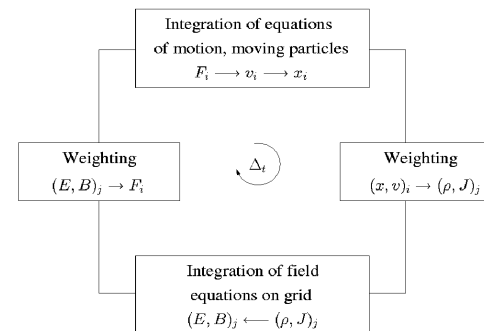 Integration of equations
of motion, moving particles
F_i ⟶ v_i ⟶ x_i
Weighting
(E, B)_j → F_i
Δ_t
Weighting
(x, v)_i → (ρ, J)_j
Integration of field
equations on grid
(E, B)_j ⟵ (ρ, J)_j